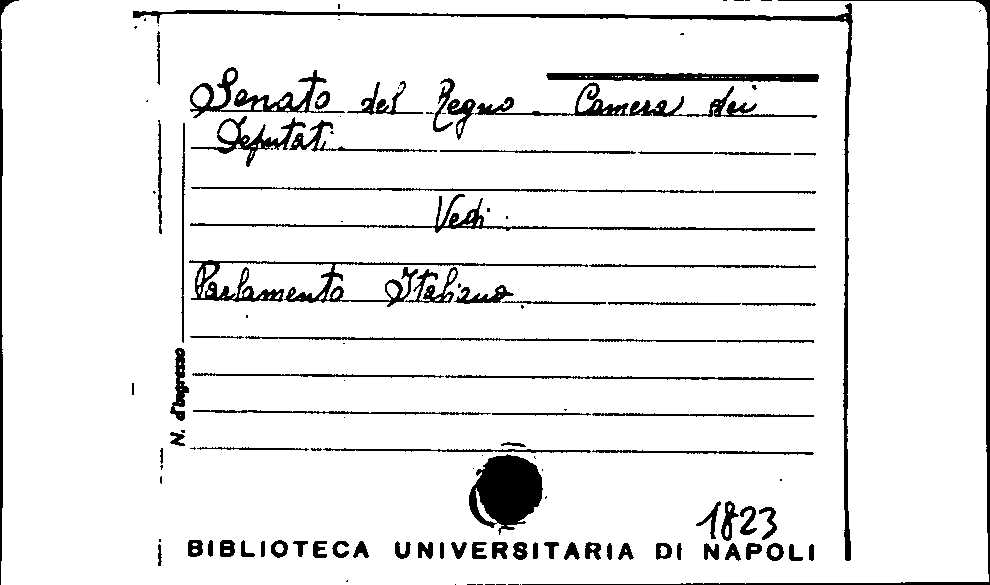 Senato del Regno - Camera dei
Deputati.
Vedi:
Parlamento Italiano.
N. d'Ingresso
1823
BIBLIOTECA UNIVERSITARIA DI NAPOLI